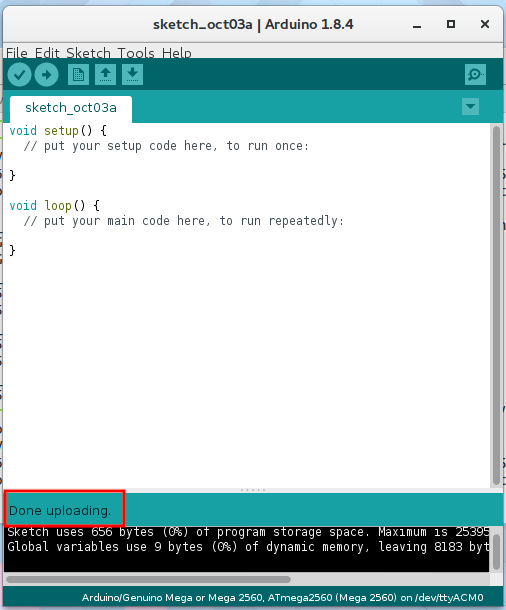 sketch_oct03a | Arduino 1.8.4
File Edit Sketch Tools Help
sketch_oct03a
void setup() {
  // put your setup code here, to run once:
}
void loop() {
  // put your main code here, to run repeatedly:
}
Done uploading.
Sketch uses 656 bytes (0%) of program storage space. Maximum is 25395
Global variables use 9 bytes (0%) of dynamic memory, leaving 8183 byt
Arduino/Genuino Mega or Mega 2560, ATmega2560 (Mega 2560) on /dev/ttyACM0